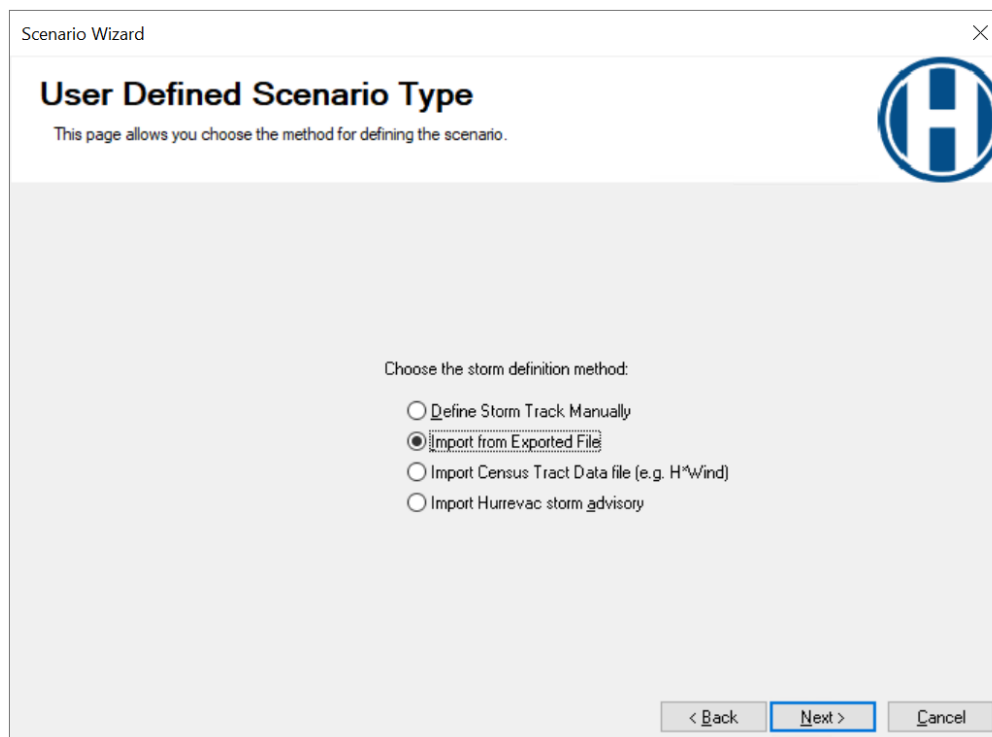 Scenario Wizard
User Defined Scenario Type
This page allows you choose the method for defining the scenario.
H
Choose the storm definition method:
Define Storm Track Manually
Import from Exported File
Import Census Tract Data file (e.g. H*Wind)
Import Hurrevac storm advisory
< Back Next > Cancel